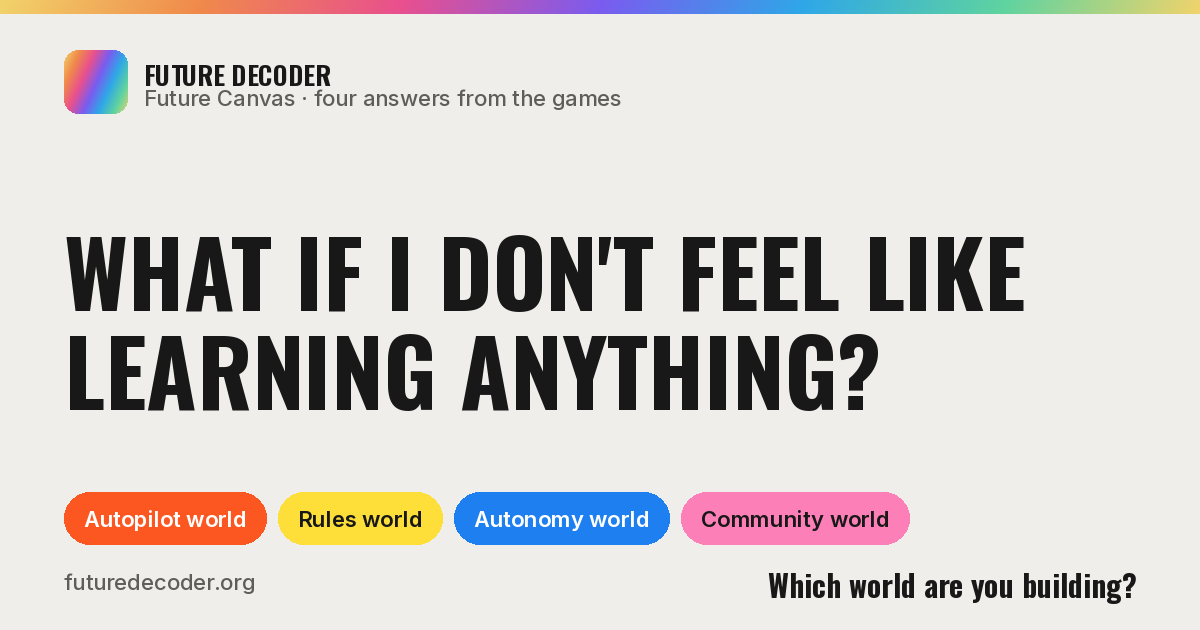 FUTURE DECODER
Future Canvas · four answers from the games
WHAT IF I DON'T FEEL LIKE
LEARNING ANYTHING?
Autopilot world
Rules world
Autonomy world
Community world
futuredecoder.org
Which world are you building?